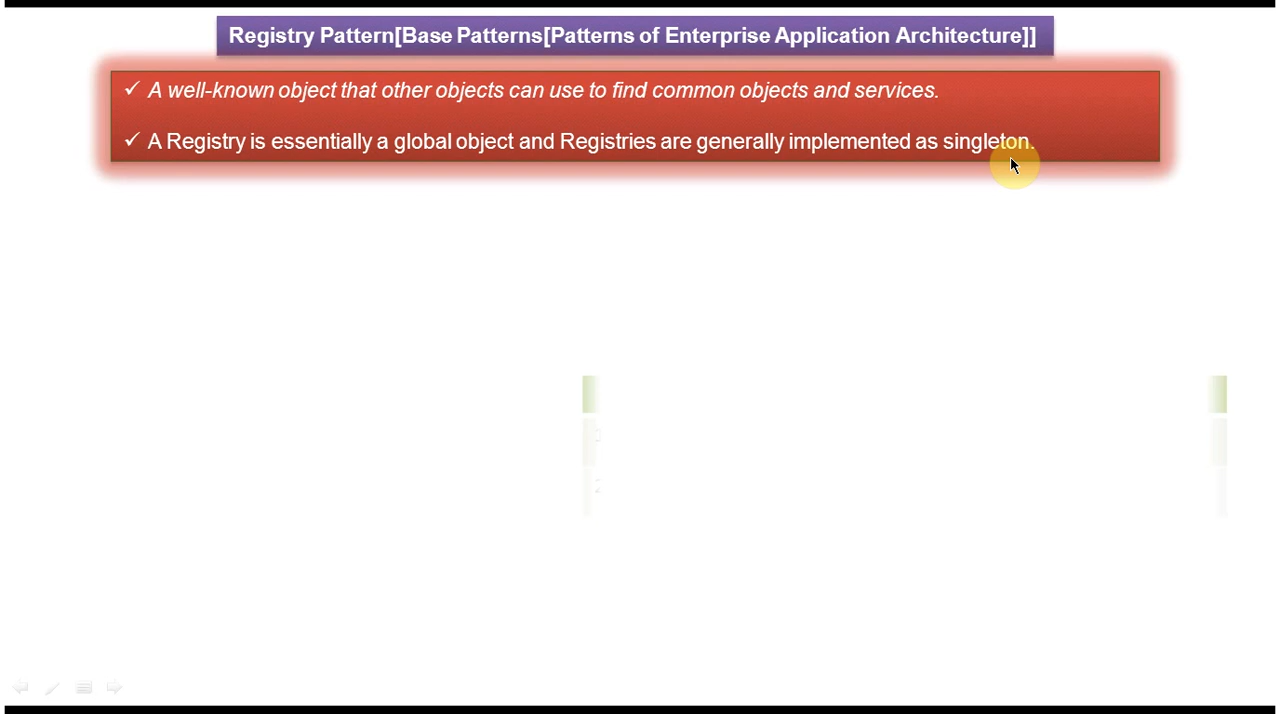 Registry Pattern[Base Patterns[Patterns of Enterprise Application Architecture]]
✓ A well-known object that other objects can use to find common objects and services.
✓ A Registry is essentially a global object and Registries are generally implemented as singleton.